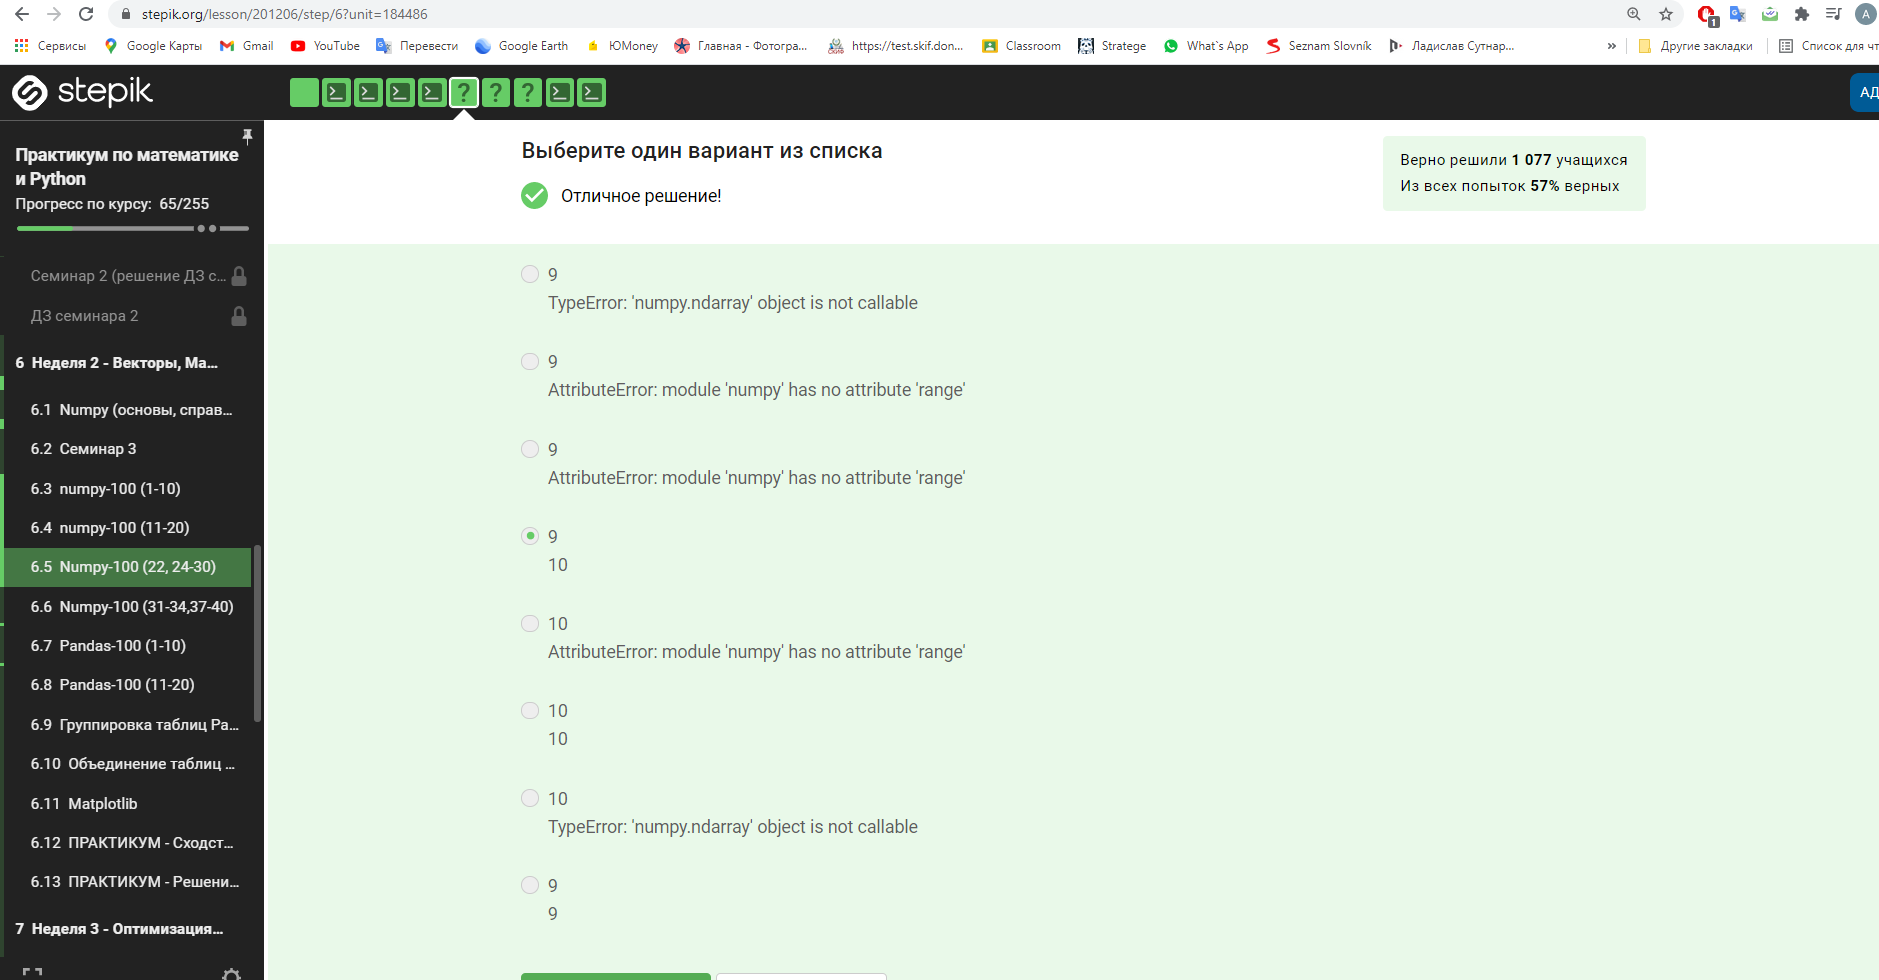 stepik.org/lesson/201206/step/6?unit=184486
1
A
Сервисы Google Карты Gmail YouTube Перевести Google Earth ЮMoney Главная - Фотогра... https://test.skif.don... Classroom Stratege What`s App Seznam Slovník Ладислав Сутнар... » Другие закладки Список для чт
stepik
? ? ?
АД
Практикум по математике
и Python
Прогресс по курсу: 65/255
Семинар 2 (решение ДЗ с...
ДЗ семинара 2
6 Неделя 2 - Векторы, Ма...
6.1 Numpy (основы, справ...
6.2 Семинар 3
6.3 numpy-100 (1-10)
6.4 numpy-100 (11-20)
6.5 Numpy-100 (22, 24-30)
6.6 Numpy-100 (31-34,37-40)
6.7 Pandas-100 (1-10)
6.8 Pandas-100 (11-20)
6.9 Группировка таблиц Pa...
6.10 Объединение таблиц ...
6.11 Matplotlib
6.12 ПРАКТИКУМ - Сходст...
6.13 ПРАКТИКУМ - Решени...
7 Неделя 3 - Оптимизация...
Выберите один вариант из списка
Отличное решение!
Верно решили 1 077 учащихся
Из всех попыток 57% верных
9
TypeError: 'numpy.ndarray' object is not callable
9
AttributeError: module 'numpy' has no attribute 'range'
9
AttributeError: module 'numpy' has no attribute 'range'
9
10
10
AttributeError: module 'numpy' has no attribute 'range'
10
10
10
TypeError: 'numpy.ndarray' object is not callable
9
9